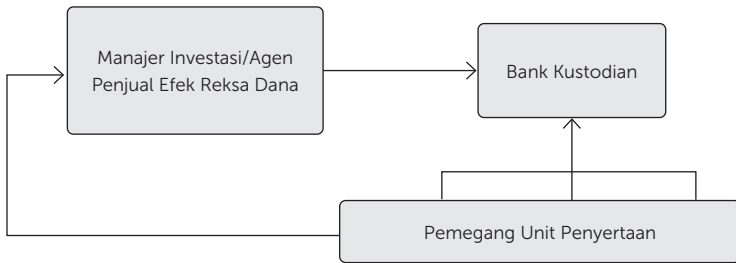 Manajer Investasi/Agen
Penjual Efek Reksa Dana
Bank Kustodian
Pemegang Unit Penyertaan